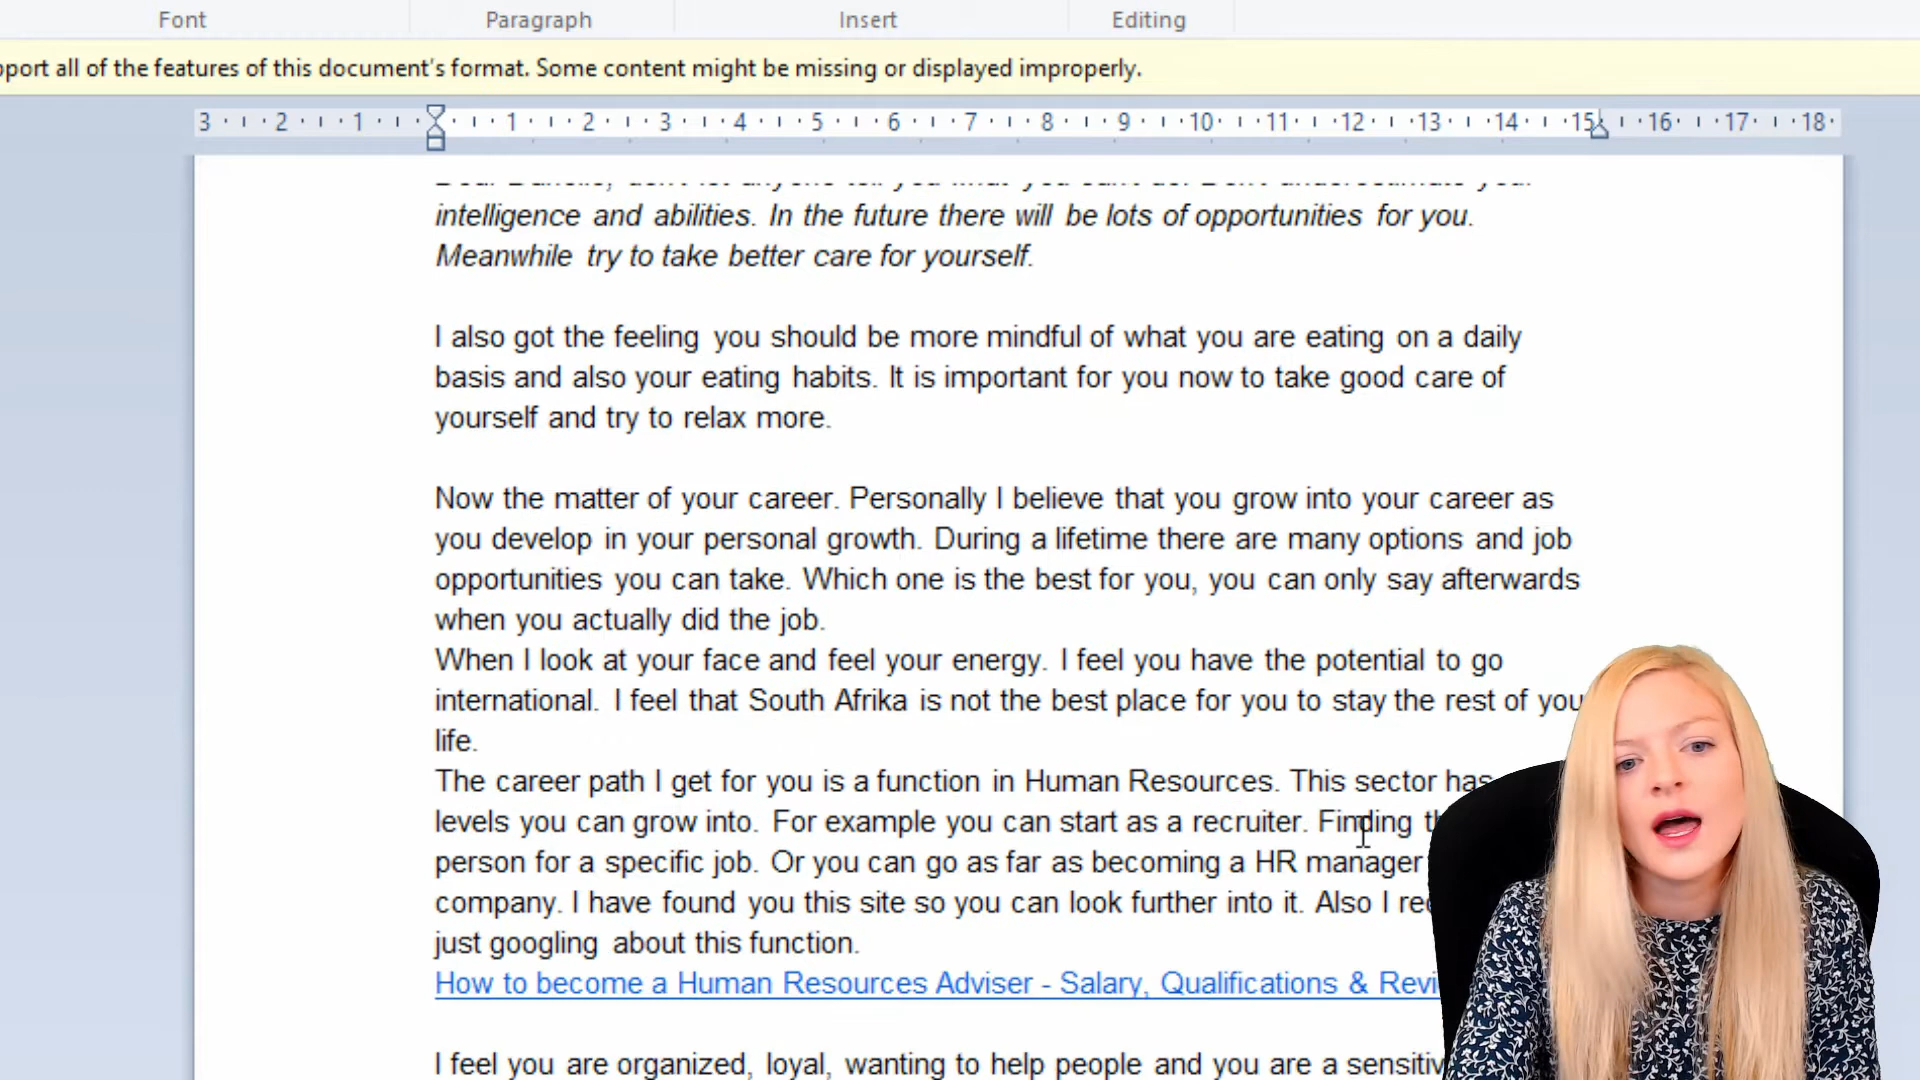 Font Paragraph Insert Editing
pport all of the features of this document's format. Some content might be missing or displayed improperly.
3 2 1 1 2 3 4 5 6 7 8 9 10 11 12 13 14 15 16 17 18
intelligence and abilities. In the future there will be lots of opportunities for you.
Meanwhile try to take better care for yourself.
I also got the feeling you should be more mindful of what you are eating on a daily
basis and also your eating habits. It is important for you now to take good care of
yourself and try to relax more.
Now the matter of your career. Personally I believe that you grow into your career as
you develop in your personal growth. During a lifetime there are many options and job
opportunities you can take. Which one is the best for you, you can only say afterwards
when you actually did the job.
When I look at your face and feel your energy. I feel you have the potential to go
international. I feel that South Afrika is not the best place for you to stay the rest of you
life.
The career path I get for you is a function in Human Resources. This sector has
levels you can grow into. For example you can start as a recruiter. Finding
person for a specific job. Or you can go as far as becoming a HR manager
company. I have found you this site so you can look further into it. Also I
just googling about this function.
How to become a Human Resources Adviser - Salary, Qualifications & Revi
I feel you are organized, loyal, wanting to help people and you are a sensitiv